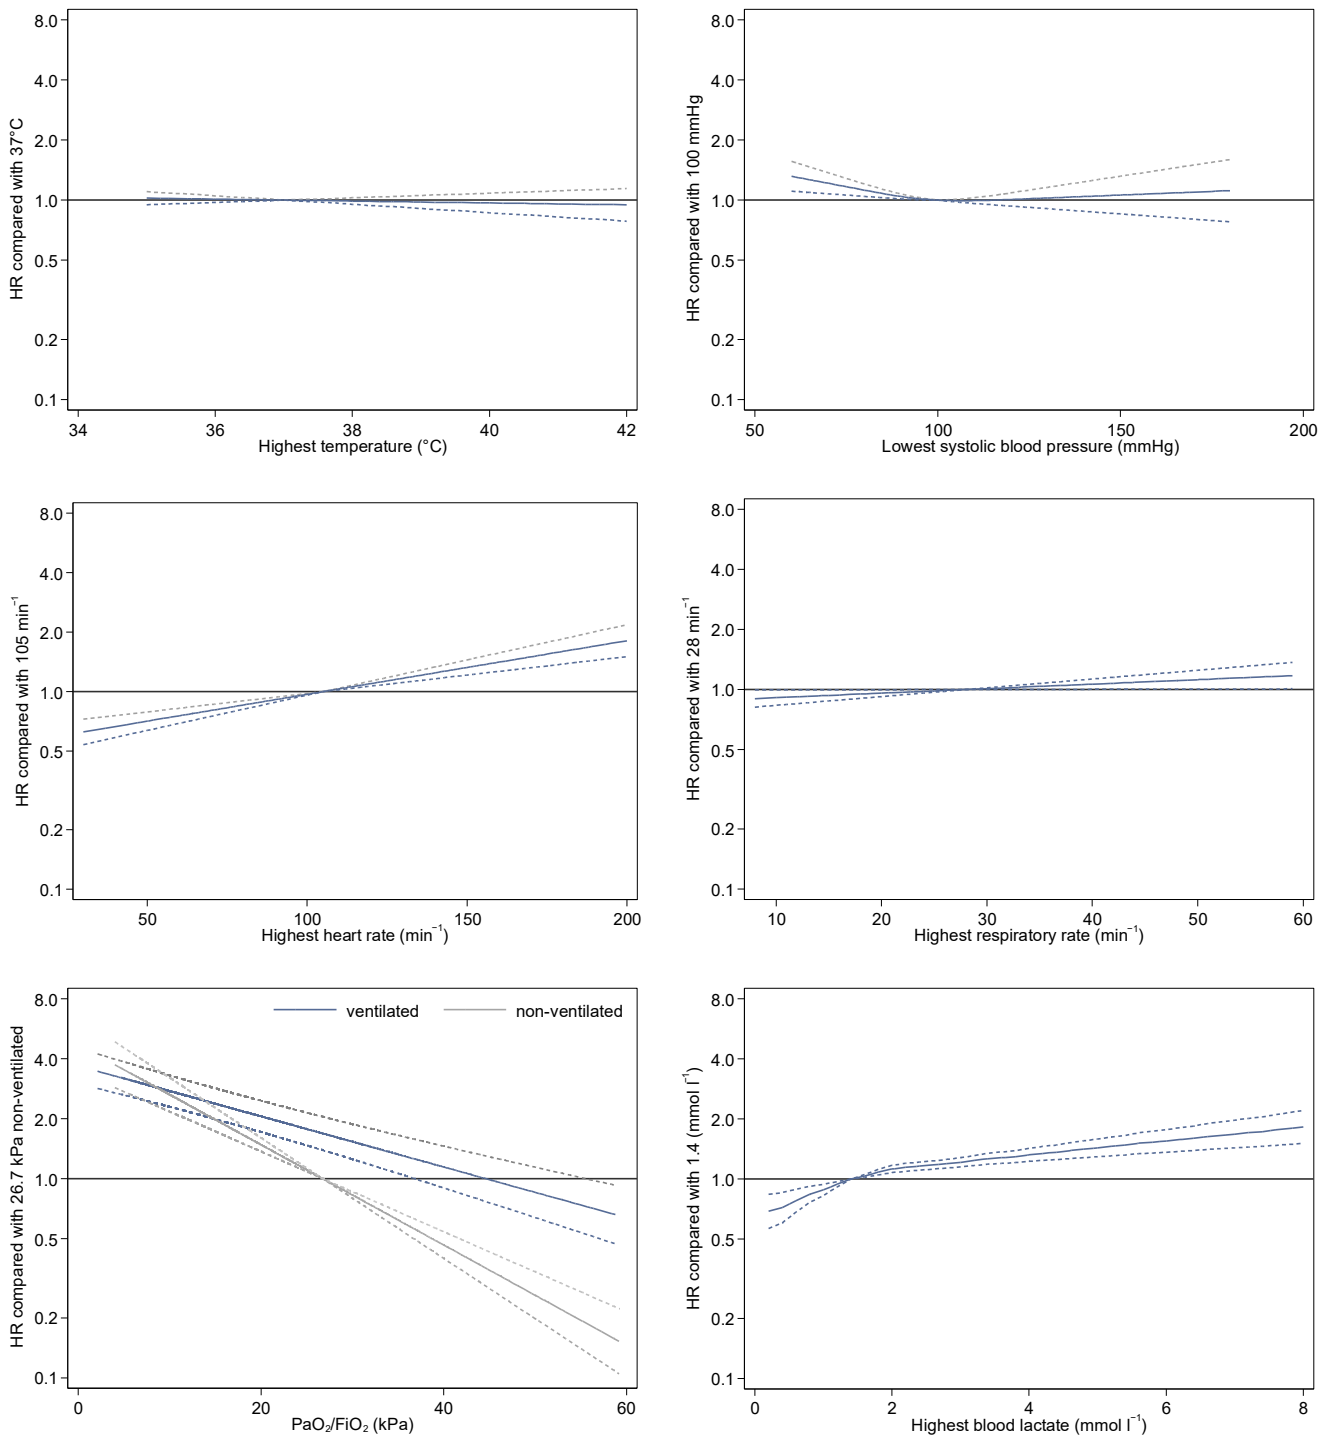 8.0
4.0
2.0
1.0
0.5
0.2
0.1
HR compared with 37°C
34 36 38 40 42
Highest temperature (°C)
8.0
4.0
2.0
1.0
0.5
0.2
0.1
HR compared with 100 mmHg
50 100 150 200
Lowest systolic blood pressure (mmHg)
8.0
4.0
2.0
1.0
0.5
0.2
0.1
HR compared with 105 min⁻¹
50 100 150 200
Highest heart rate (min⁻¹)
8.0
4.0
2.0
1.0
0.5
0.2
0.1
HR compared with 28 min⁻¹
10 20 30 40 50 60
Highest respiratory rate (min⁻¹)
ventilated non-ventilated
8.0
4.0
2.0
1.0
0.5
0.2
0.1
HR compared with 26.7 kPa non-ventilated
0 20 40 60
PaO₂/FiO₂ (kPa)
8.0
4.0
2.0
1.0
0.5
0.2
0.1
HR compared with 1.4 (mmol l⁻¹)
0 2 4 6 8
Highest blood lactate (mmol l⁻¹)